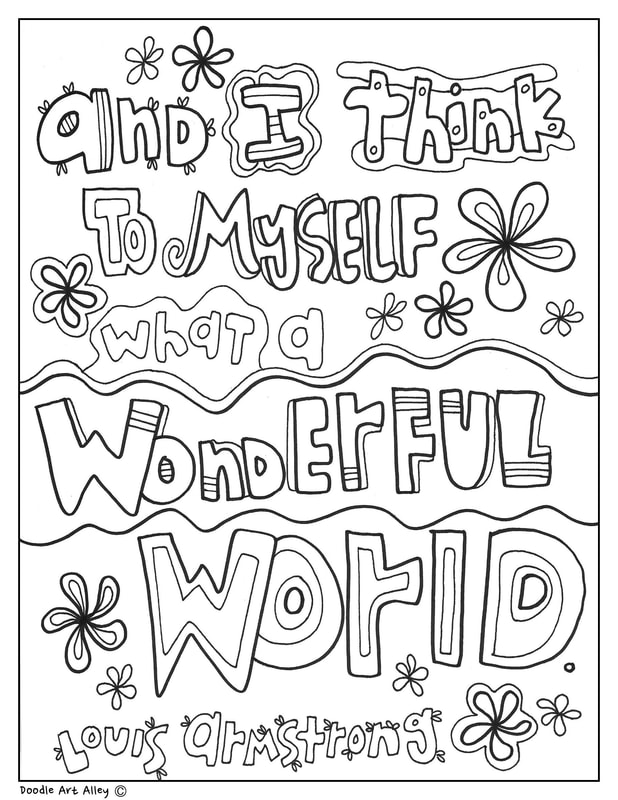 and I think
To MYSELF
what a
WonDErFUL
WorlD.
Louis armstrong
Doodle Art Alley ©